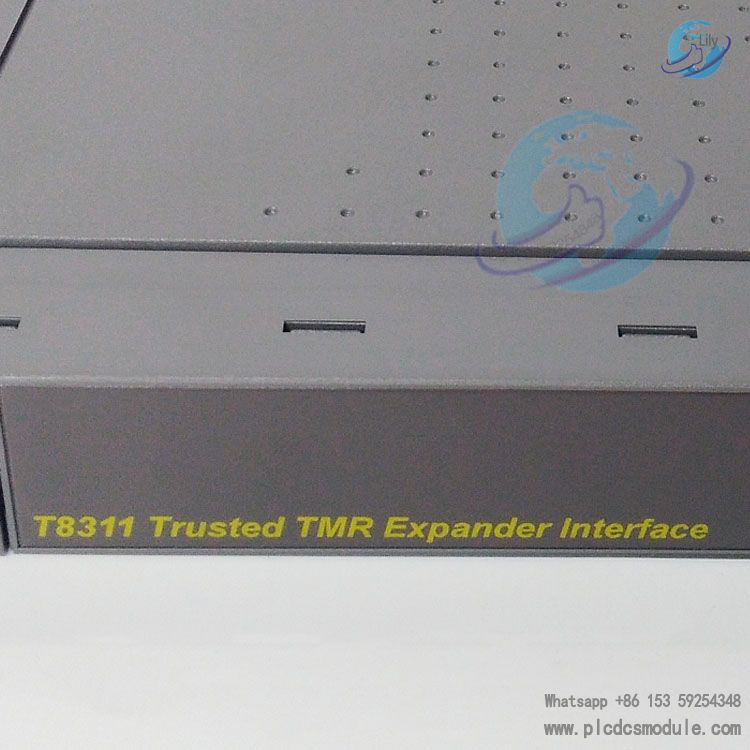 Lily
T8311 Trusted TMR Expander Interface
Whatsapp +86 153 59254348
www.plcdcsmodule.com